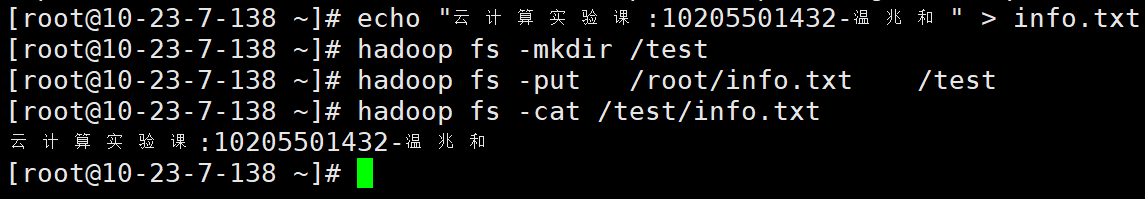 [root@10-23-7-138 ~]# echo "云计算实验课:10205501432-温兆和" > info.txt
[root@10-23-7-138 ~]# hadoop fs -mkdir /test
[root@10-23-7-138 ~]# hadoop fs -put   /root/info.txt    /test
[root@10-23-7-138 ~]# hadoop fs -cat /test/info.txt
云计算实验课:10205501432-温兆和
[root@10-23-7-138 ~]#